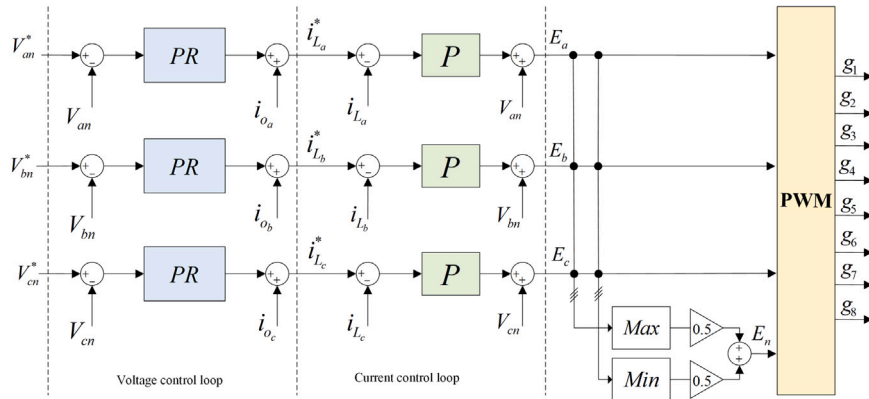 V*an PR i*La P Ea
Van ioa iLa Van
V*bn PR i*Lb P Eb
Vbn iob iLb Vbn
V*cn PR i*Lc P Ec
Vcn ioc iLc Vcn
Max 0.5 En
Min 0.5
PWM
g1
g2
g3
g4
g5
g6
g7
g8
Voltage control loop
Current control loop